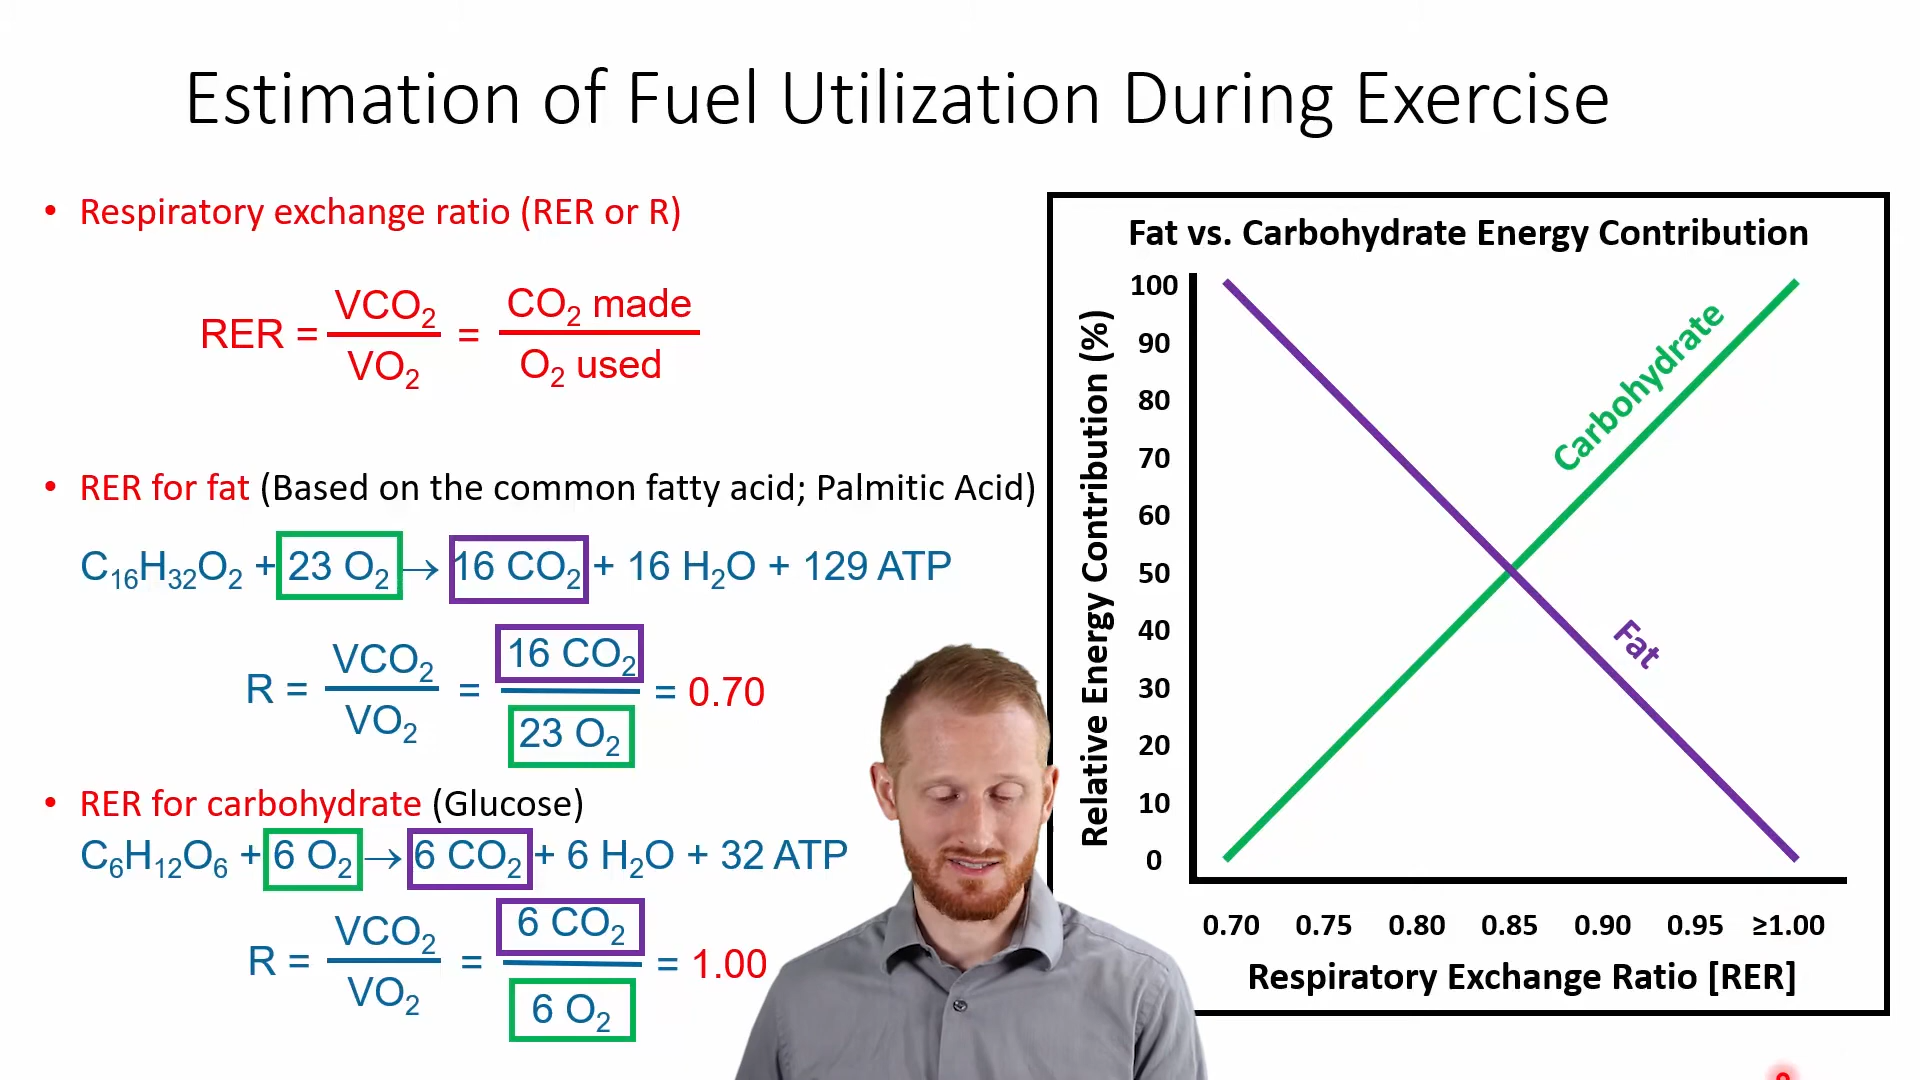 Estimation of Fuel Utilization During Exercise
• Respiratory exchange ratio (RER or R)
RER = VCO₂ / VO₂ = CO₂ made / O₂ used
• RER for fat (Based on the common fatty acid; Palmitic Acid)
C₁₆H₃₂O₂ + 23 O₂ → 16 CO₂ + 16 H₂O + 129 ATP
R = VCO₂ / VO₂ = 16 CO₂ / 23 O₂ = 0.70
• RER for carbohydrate (Glucose)
C₆H₁₂O₆ + 6 O₂ → 6 CO₂ + 6 H₂O + 32 ATP
R = VCO₂ / VO₂ = 6 CO₂ / 6 O₂ = 1.00
Fat vs. Carbohydrate Energy Contribution
Relative Energy Contribution (%)
100
90
80
70
60
50
40
30
20
10
0
Carbohydrate
Fat
0.70 0.75 0.80 0.85 0.90 0.95 ≥1.00
Respiratory Exchange Ratio [RER]